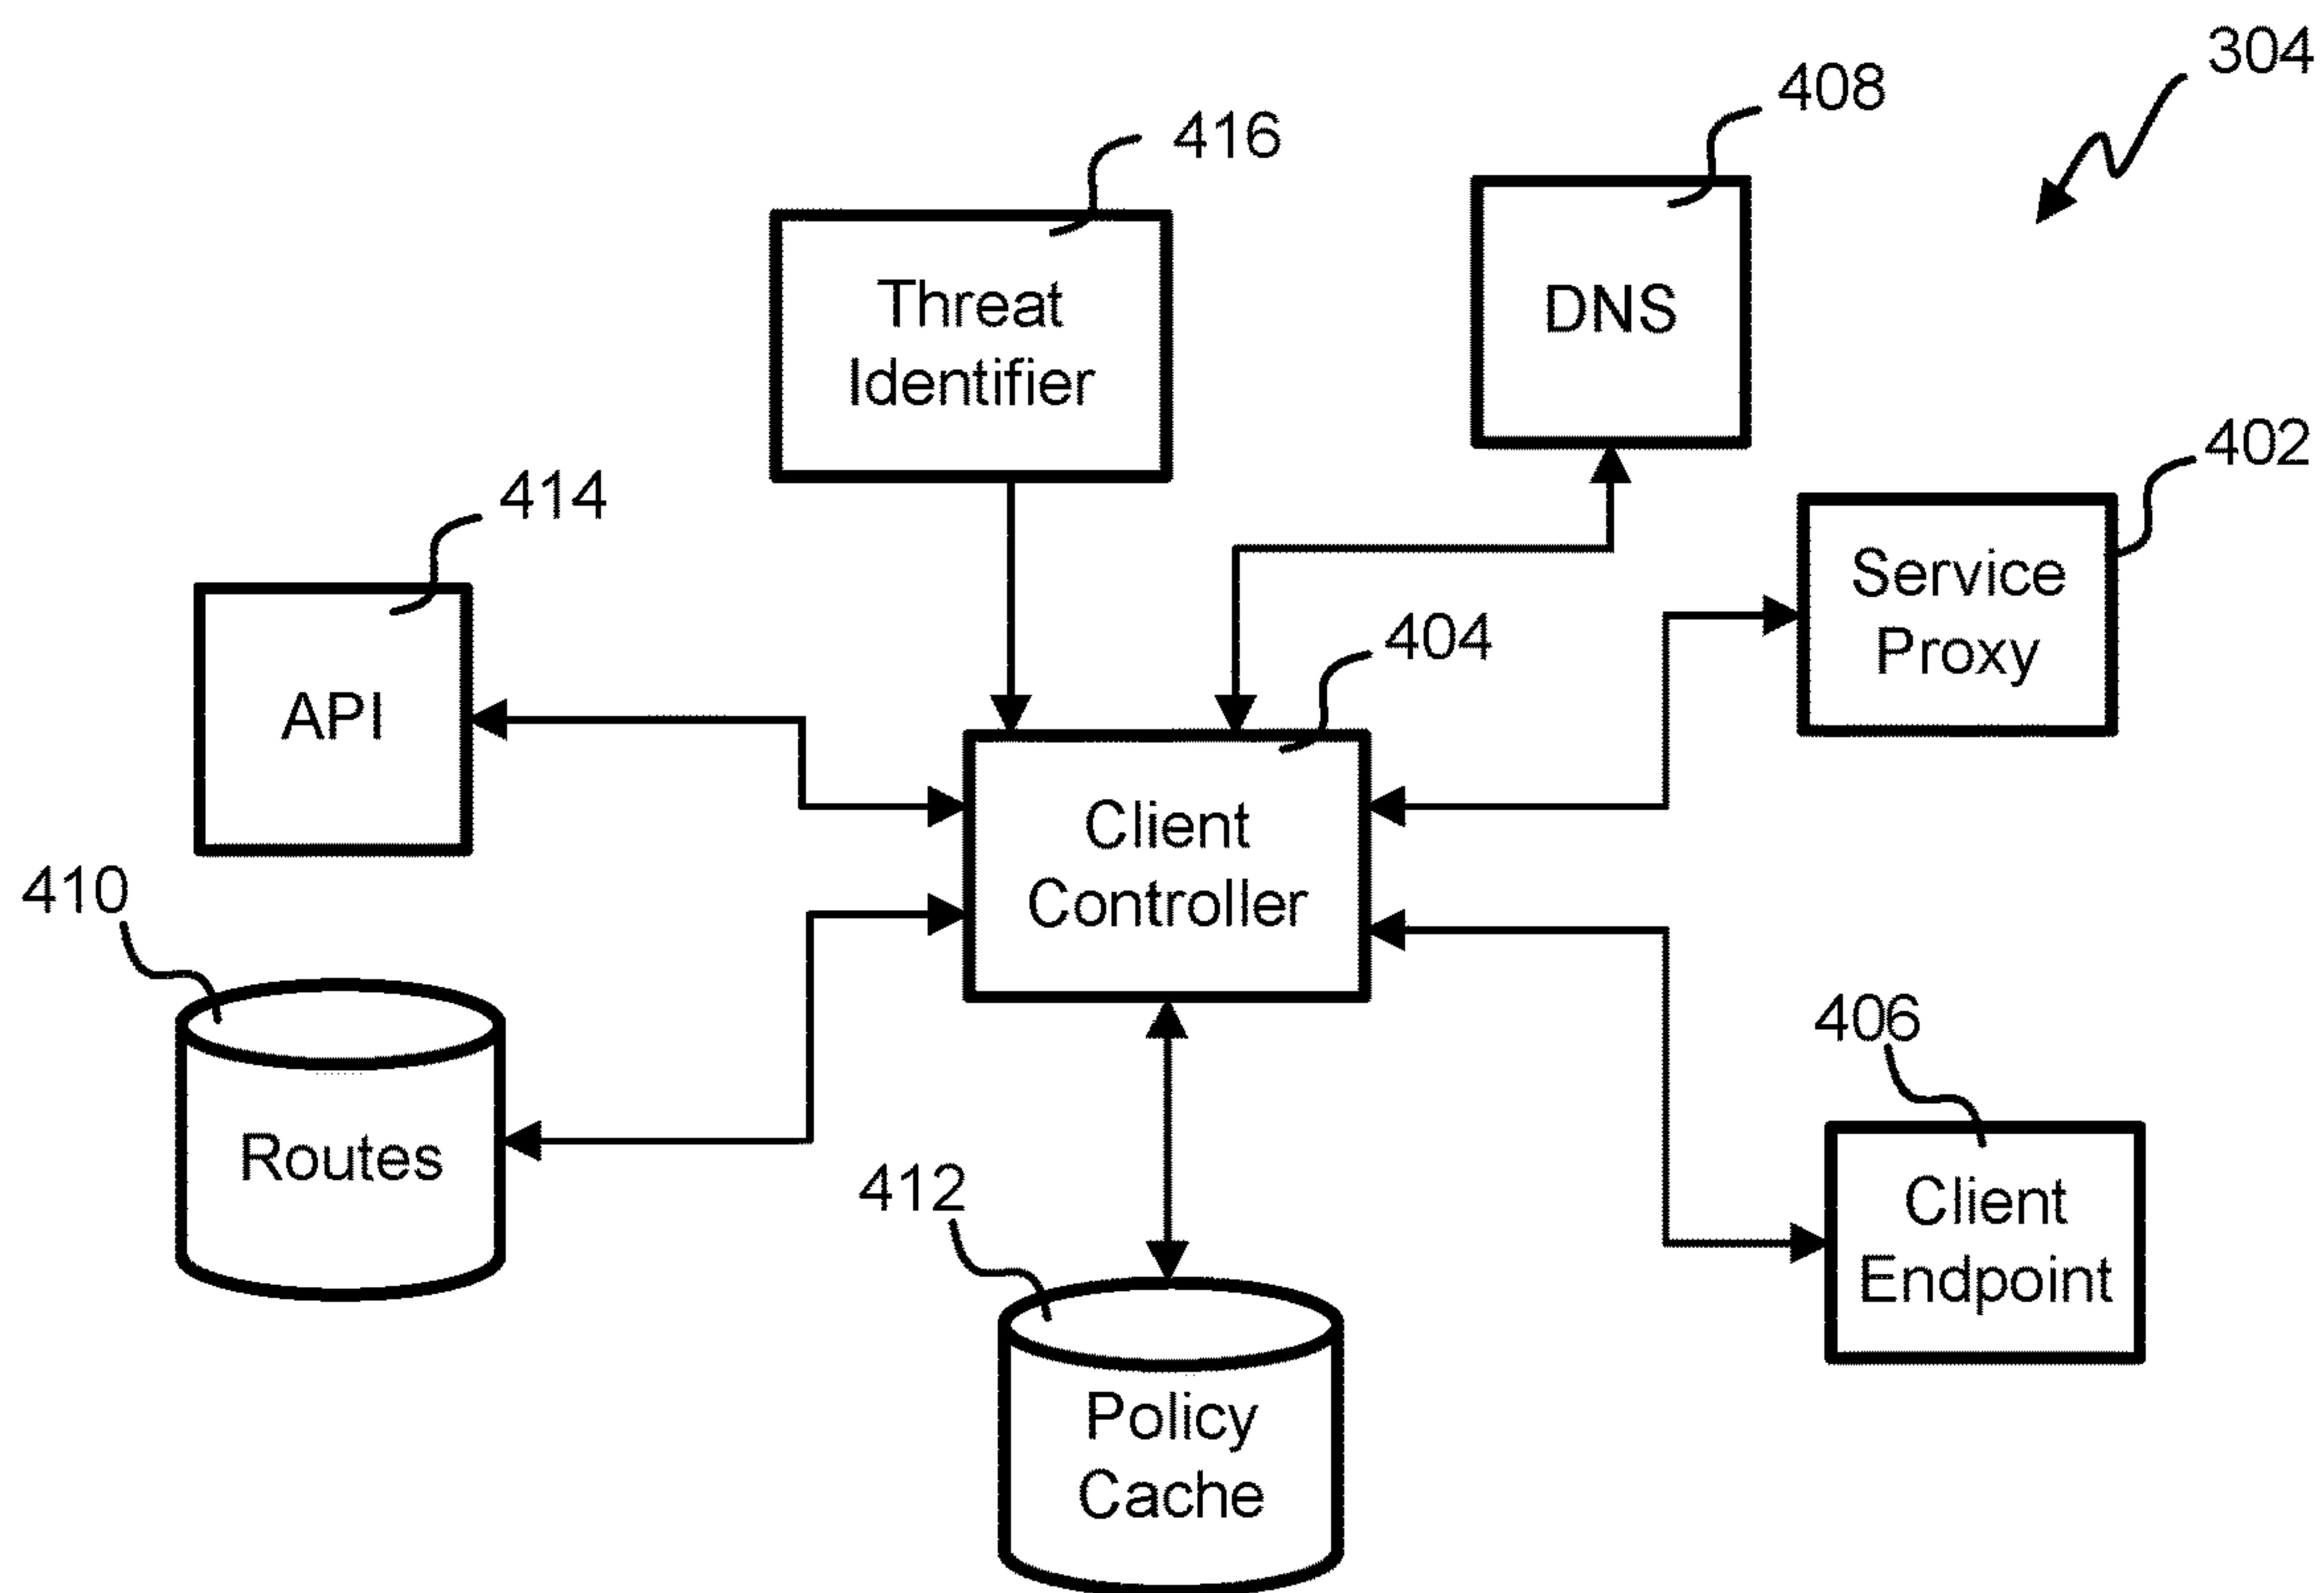 304
408
416
DNS
Threat
Identifier
402
414
Service
Proxy
404
API
Client
Controller
410
406
Routes
412
Client
Endpoint
Policy
Cache